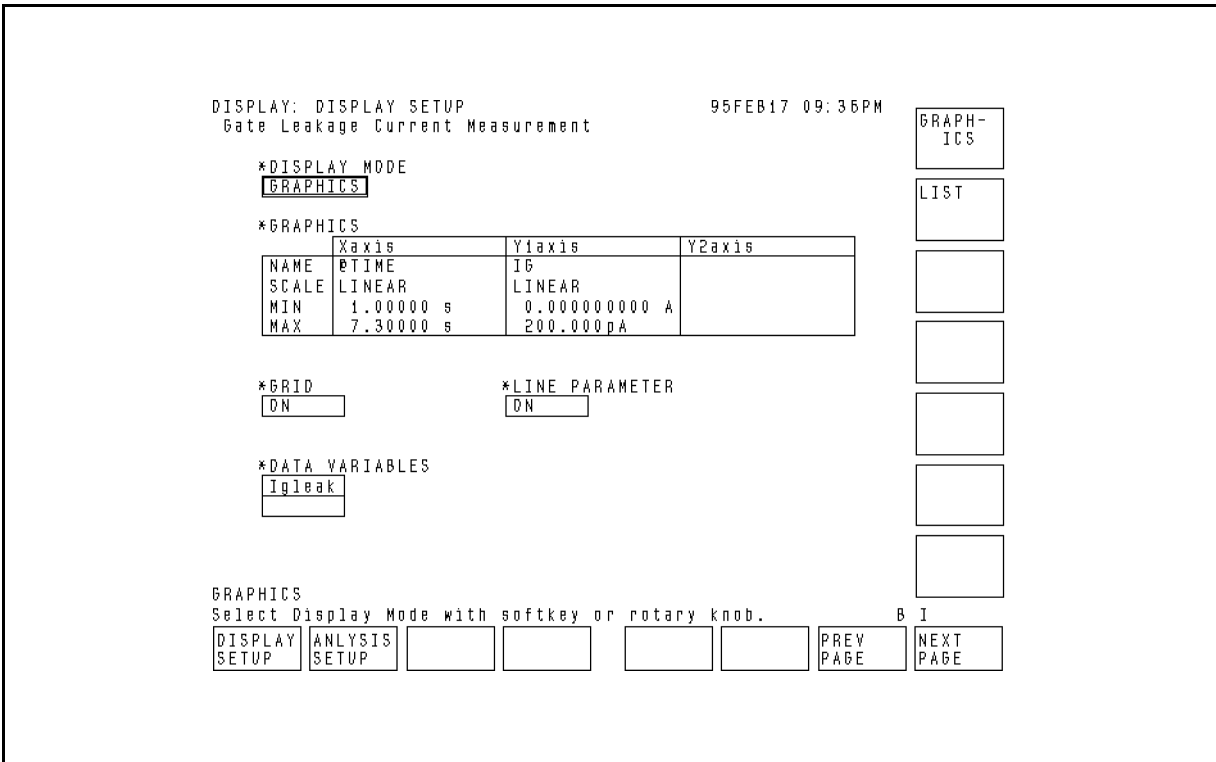 DISPLAY: DISPLAY SETUP 95FEB17 09:36PM
Gate Leakage Current Measurement
GRAPH-
ICS
*DISPLAY MODE
GRAPHICS
LIST
*GRAPHICS
Xaxis Y1axis Y2axis
NAME @TIME IG
SCALE LINEAR LINEAR
MIN 1.00000 s 0.000000000 A
MAX 7.30000 s 200.000pA
*GRID *LINE PARAMETER
ON ON
*DATA VARIABLES
Igleak
GRAPHICS
Select Display Mode with softkey or rotary knob. B I
DISPLAY SETUP ANLYSIS SETUP PREV PAGE NEXT PAGE